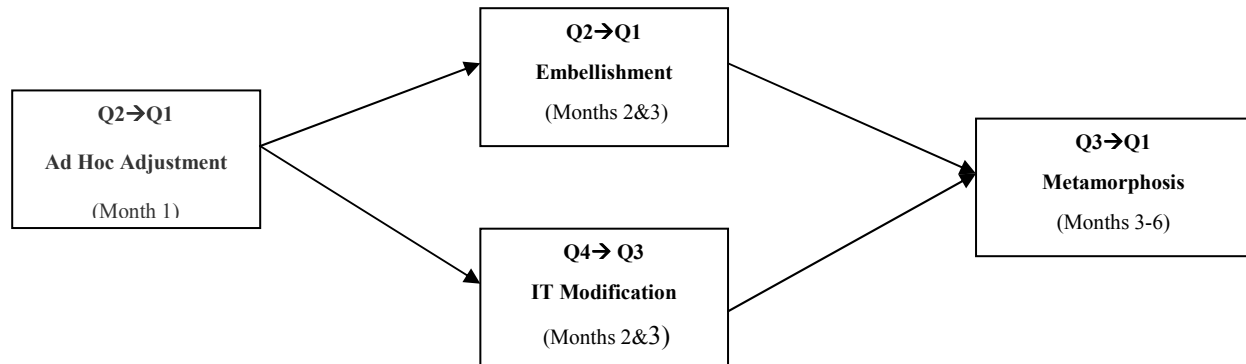 Q2→Q1
Ad Hoc Adjustment
(Month 1)
Q2→Q1
Embellishment
(Months 2&3)
Q4→ Q3
IT Modification
(Months 2&3)
Q3→Q1
Metamorphosis
(Months 3-6)